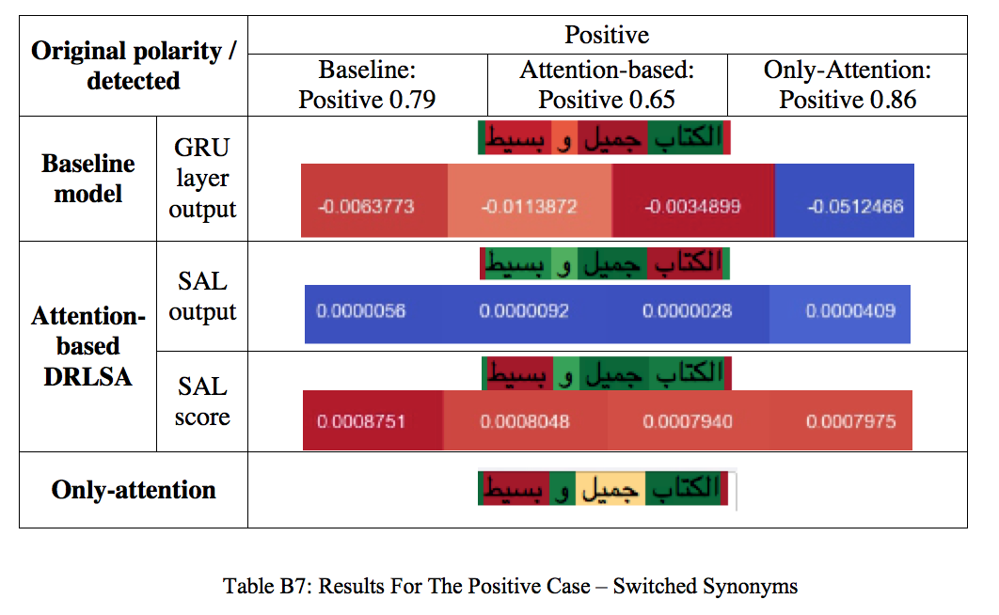 Original polarity /
detected
Positive
Baseline:
Positive 0.79
Attention-based:
Positive 0.65
Only-Attention:
Positive 0.86
Baseline
model
GRU
layer
output
الكتاب جميل و بسيط
-0.0063773 -0.0113872 -0.0034899 -0.0512466
Attention-
based
DRLSA
SAL
output
الكتاب جميل و بسيط
0.0000056 0.0000092 0.0000028 0.0000409
SAL
score
الكتاب جميل و بسيط
0.0008751 0.0008048 0.0007940 0.0007975
Only-attention
الكتاب جميل و بسيط
Table B7: Results For The Positive Case – Switched Synonyms